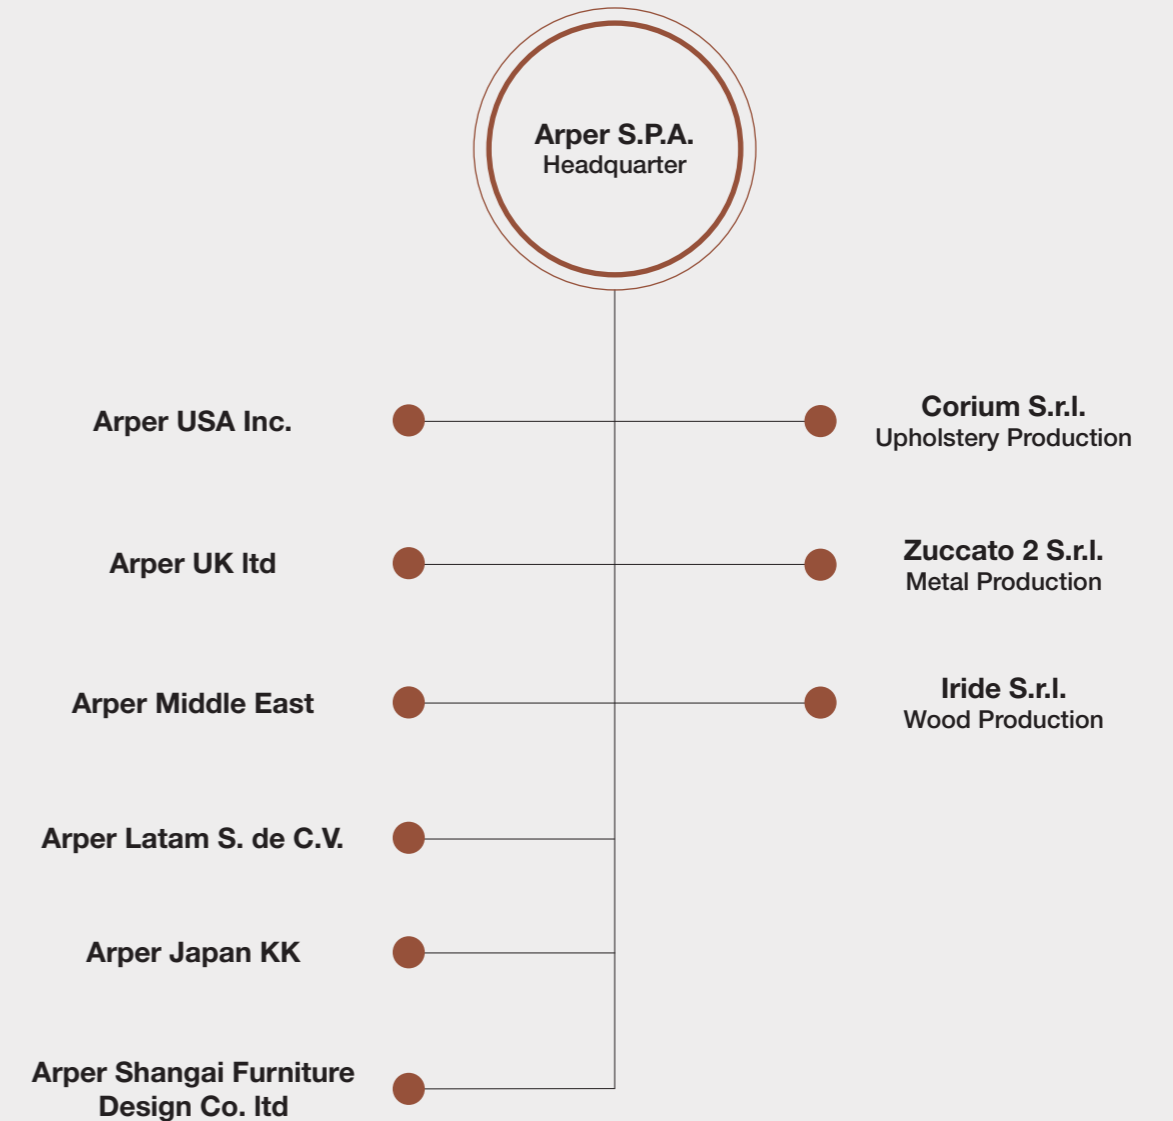 Arper S.P.A.
Headquarter
Arper USA Inc.
Corium S.r.l.
Upholstery Production
Arper UK ltd
Zuccato 2 S.r.l.
Metal Production
Arper Middle East
Iride S.r.l.
Wood Production
Arper Latam S. de C.V.
Arper Japan KK
Arper Shangai Furniture
Design Co. ltd